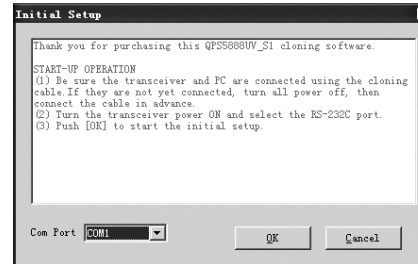 Initial Setup
Thank you for purchasing this QPS5888UV_S1 cloning software.
START-UP OPERATION
(1) Be sure the transceiver and PC are connected using the cloning
cable.If they are not yet connected, turn all power off, then
connect the cable in advance.
(2) Turn the transceiver power ON and select the RS-232C port.
(3) Push [OK] to start the initial setup.
Com Port COM1 OK Cancel